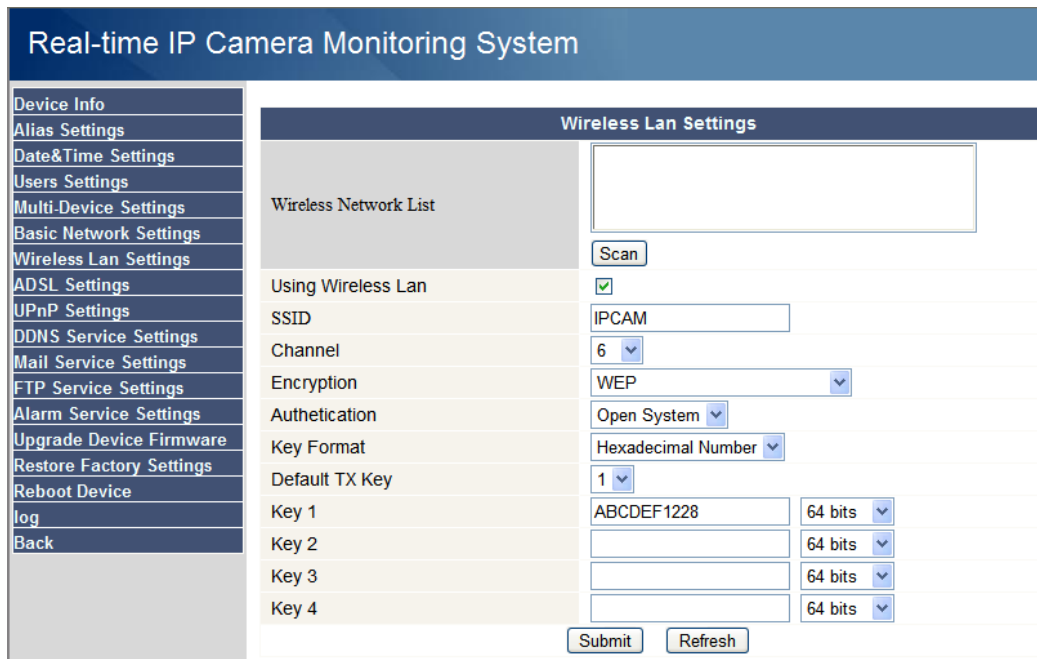 Real-time IP Camera Monitoring System
Device Info
Alias Settings
Date&Time Settings
Users Settings
Multi-Device Settings
Basic Network Settings
Wireless Lan Settings
ADSL Settings
UPnP Settings
DDNS Service Settings
Mail Service Settings
FTP Service Settings
Alarm Service Settings
Upgrade Device Firmware
Restore Factory Settings
Reboot Device
log
Back
Wireless Lan Settings
Wireless Network List
Scan
Using Wireless Lan
SSID IPCAM
Channel 6
Encryption WEP
Authetication Open System
Key Format Hexadecimal Number
Default TX Key 1
Key 1 ABCDEF1228 64 bits
Key 2 64 bits
Key 3 64 bits
Key 4 64 bits
Submit Refresh